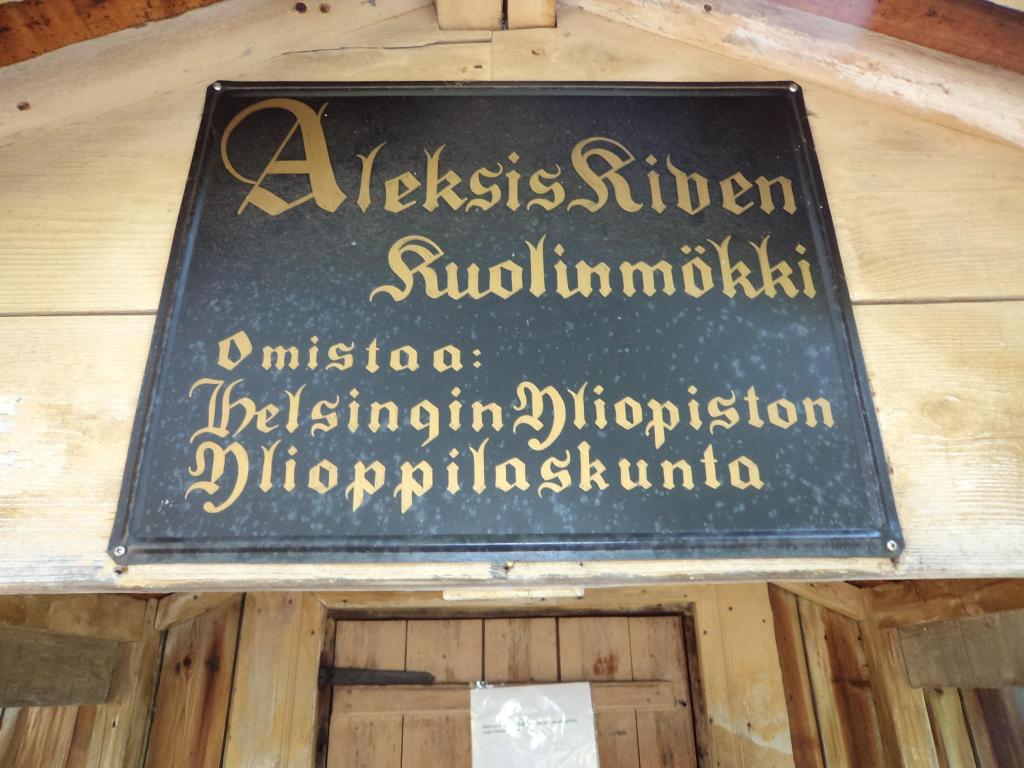 Aleksis Kiven
Kuolinmökki
Omistaa:
Helsingin Yliopiston
Ylioppilaskunta